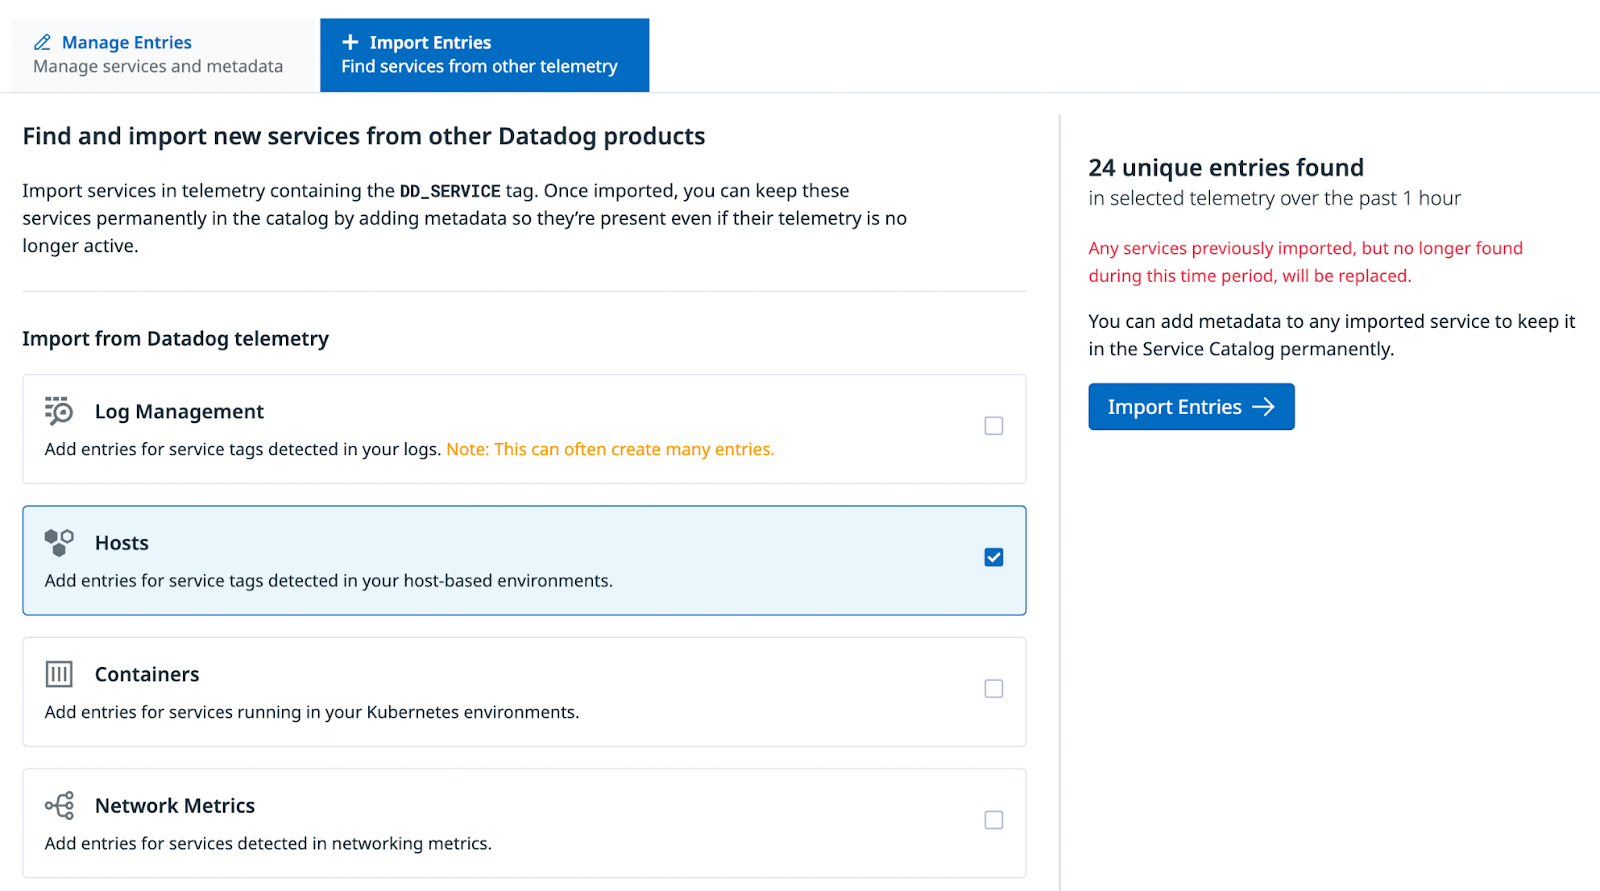 Manage Entries
Manage services and metadata
Import Entries
Find services from other telemetry
Find and import new services from other Datadog products
Import services in telemetry containing the DD_SERVICE tag. Once imported, you can keep these
services permanently in the catalog by adding metadata so they’re present even if their telemetry is no
longer active.
Import from Datadog telemetry
Log Management
Add entries for service tags detected in your logs. Note: This can often create many entries.
Hosts
Add entries for service tags detected in your host-based environments.
Containers
Add entries for services running in your Kubernetes environments.
Network Metrics
Add entries for services detected in networking metrics.
24 unique entries found
in selected telemetry over the past 1 hour
Any services previously imported, but no longer found
during this time period, will be replaced.
You can add metadata to any imported service to keep it
in the Service Catalog permanently.
Import Entries